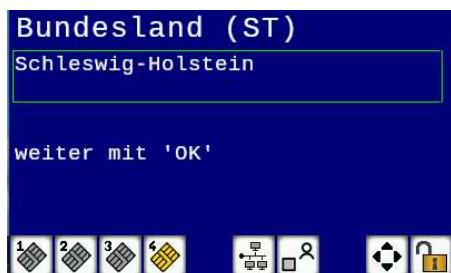 Bundesland (ST)
Schleswig-Holstein
weiter mit 'OK'
1 2 3 4